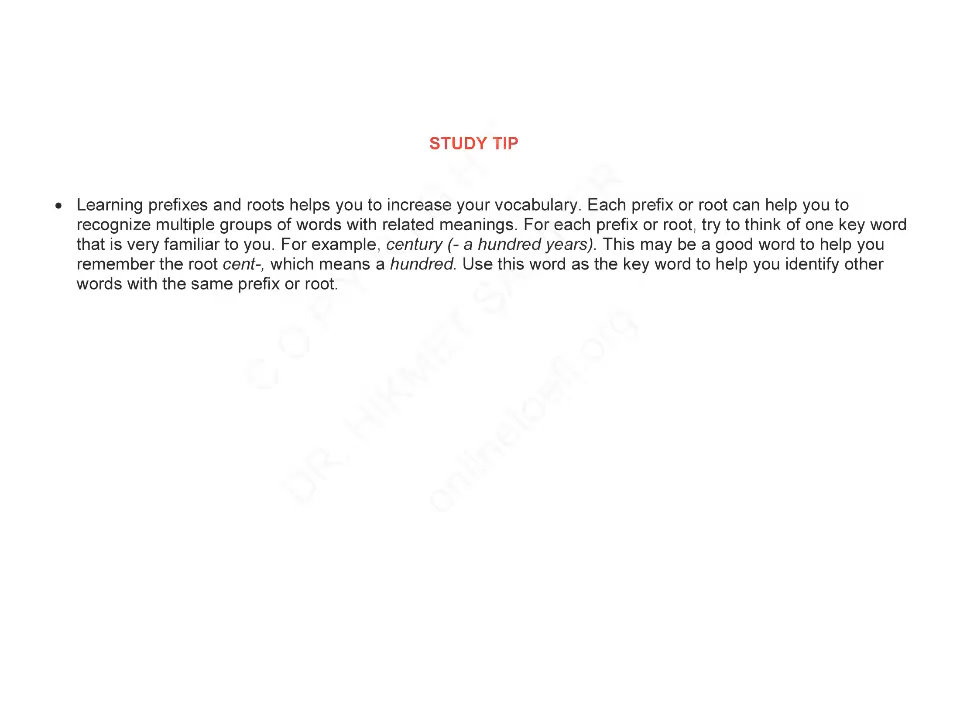 STUDY TIP
• Learning prefixes and roots helps you to increase your vocabulary. Each prefix or root can help you to
recognize multiple groups of words with related meanings. For each prefix or root, try to think of one key word
that is very familiar to you. For example, century (- a hundred years). This may be a good word to help you
remember the root cent-, which means a hundred. Use this word as the key word to help you identify other
words with the same prefix or root.
DR. HIKMET
onlinetoefl.org